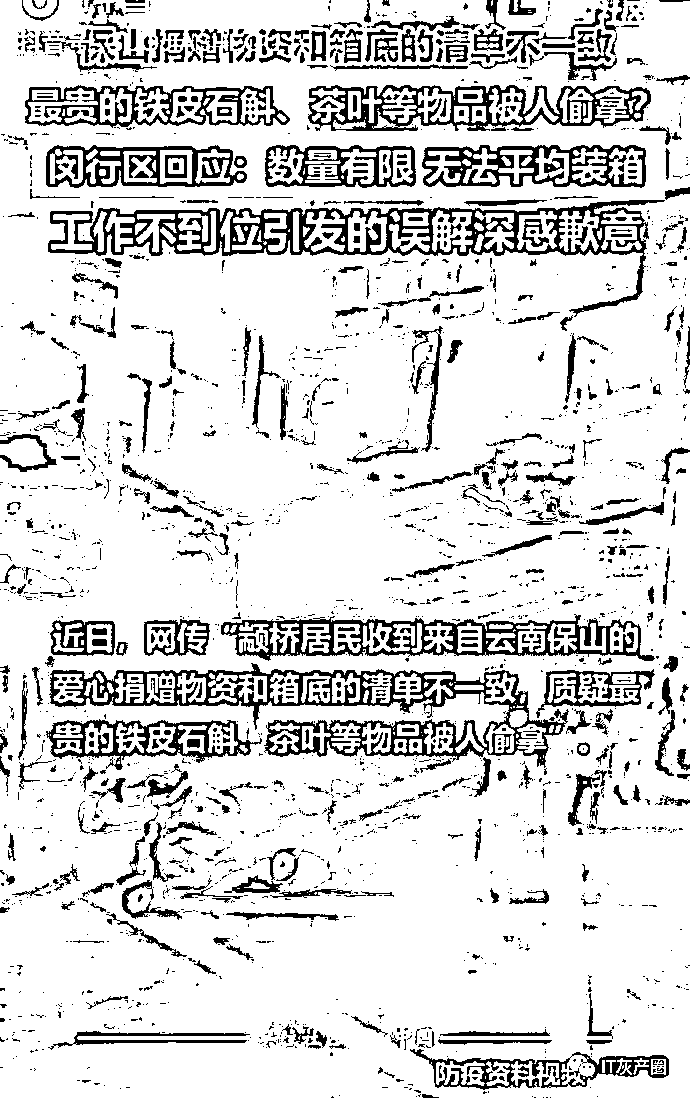 抖音
保山捐赠物资和箱底的清单不一致
最贵的铁皮石斛、茶叶等物品被人偷拿？
闵行区回应：数量有限 无法平均装箱
工作不到位引发的误解深感歉意
近日，网传“颛桥居民收到来自云南保山的
爱心捐赠物资和箱底的清单不一致，质疑最
贵的铁皮石斛、茶叶等物品被人偷拿”。
防疫资料视频
IT灰产圈